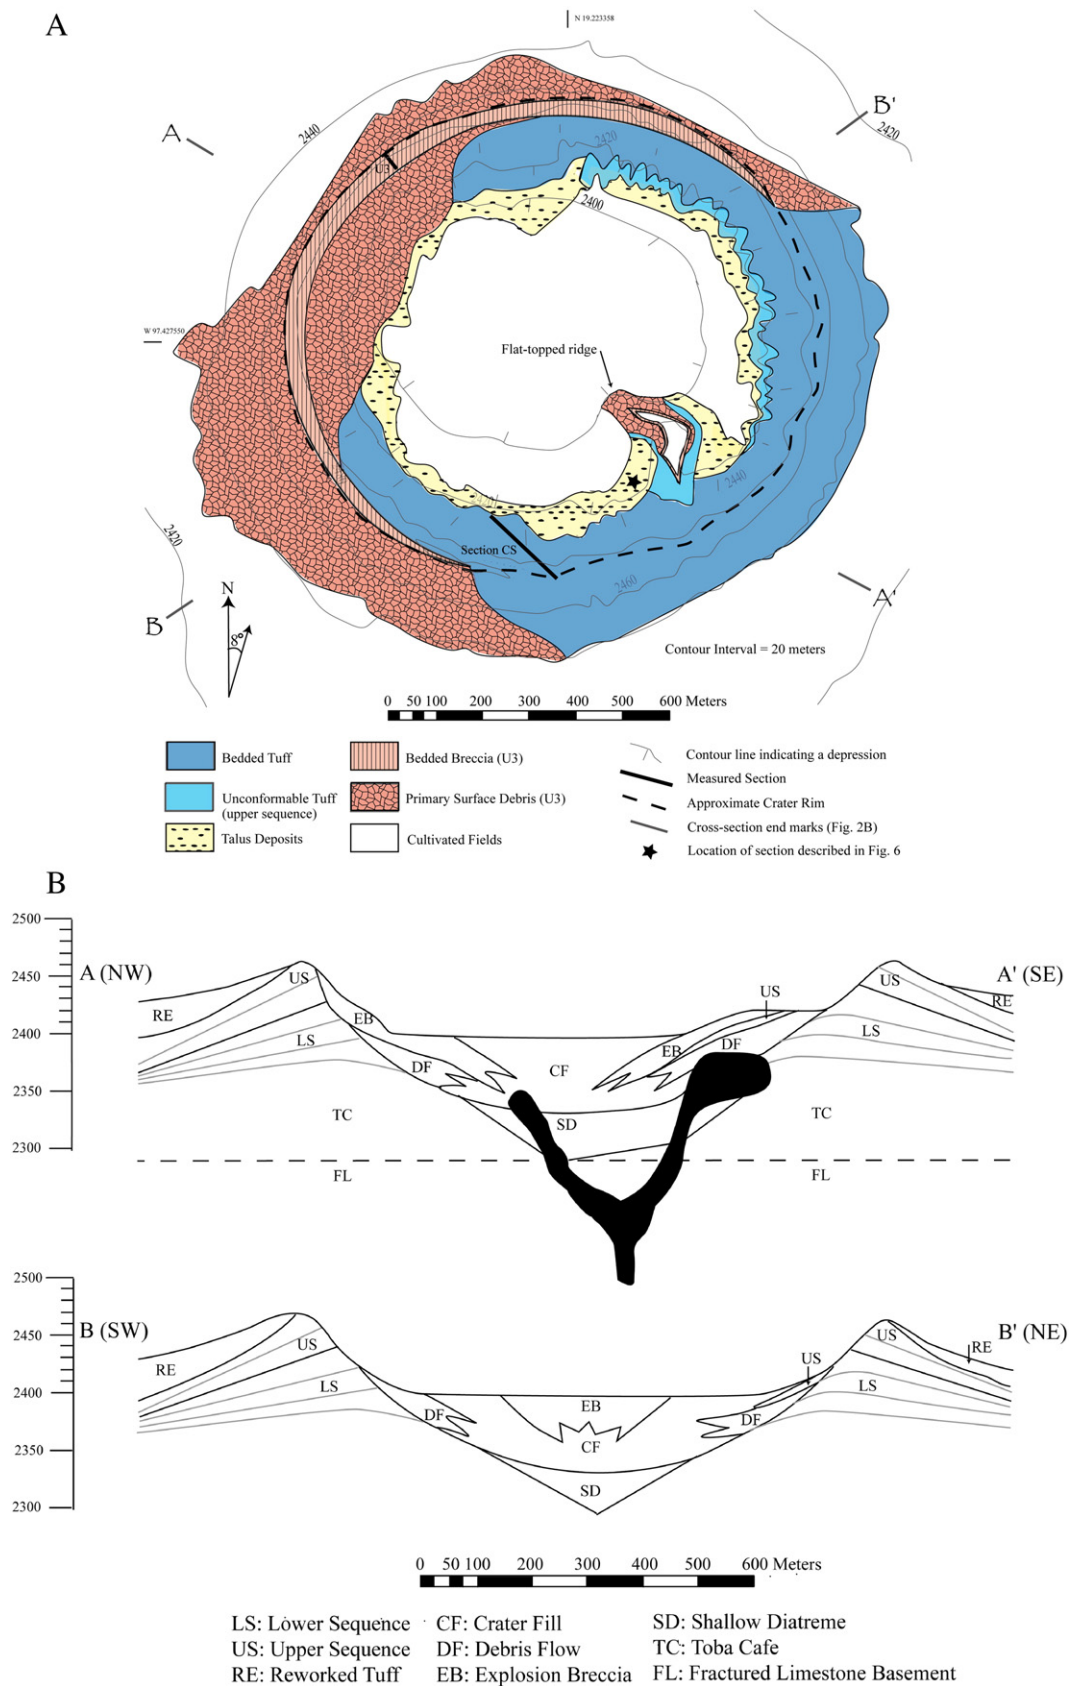 A
N 19.223358
B'
A
2440
2420
2420
U3
2400
W 97.427550
Flat-topped ridge
2440
2420
Section CS
2460
A'
B
N
8°
Contour Interval = 20 meters
0 50 100 200 300 400 500 600 Meters
Bedded Tuff
Bedded Breccia (U3)
Contour line indicating a depression
Measured Section
Unconformable Tuff
(upper sequence)
Primary Surface Debris (U3)
Approximate Crater Rim
Cross-section end marks (Fig. 2B)
Talus Deposits
Cultivated Fields
Location of section described in Fig. 6
B
2500
2450
2400
2350
2300
A (NW)
A' (SE)
US
US
US
RE
RE
EB
LS
LS
EB
DF
DF
CF
TC
SD
TC
FL
FL
2500
2450
2400
2350
2300
B (SW)
B' (NE)
US
US
RE
US
RE
LS
LS
DF
EB
DF
CF
SD
0 50 100 200 300 400 500 600 Meters
LS: Lower Sequence CF: Crater Fill SD: Shallow Diatreme
US: Upper Sequence DF: Debris Flow TC: Toba Cafe
RE: Reworked Tuff EB: Explosion Breccia FL: Fractured Limestone Basement